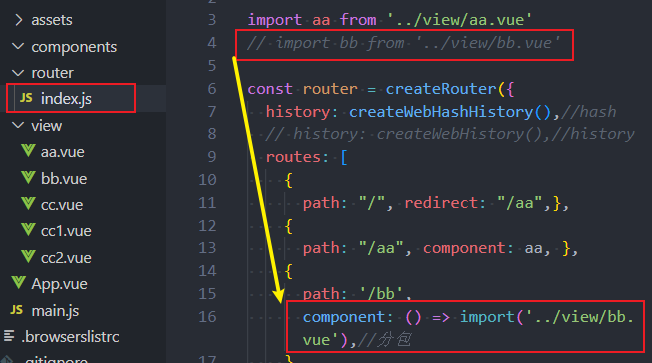 assets
components
router
JS index.js
view
aa.vue
bb.vue
cc.vue
cc1.vue
cc2.vue
App.vue
JS main.js
.browserslistrc
.gitignore
2
3 import aa from '../view/aa.vue'
4 // import bb from '../view/bb.vue'
5
6 const router = createRouter({
7 history: createWebHashHistory(),//hash
8 // history: createWebHistory(),//history
9 routes: [
10 {
11 path: "/", redirect: "/aa",},
12 {
13 path: "/aa", component: aa, },
14 {
15 path: '/bb',
16 component: () => import('../view/bb.
vue'),//分包
17 }